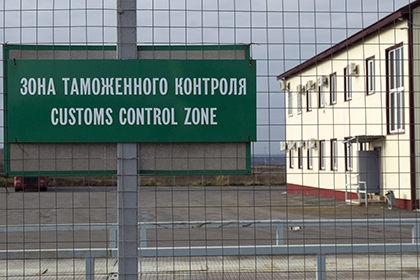 ЗОНА ТАМОЖЕННОГО КОНТРОЛЯ
CUSTOMS CONTROL ZONE